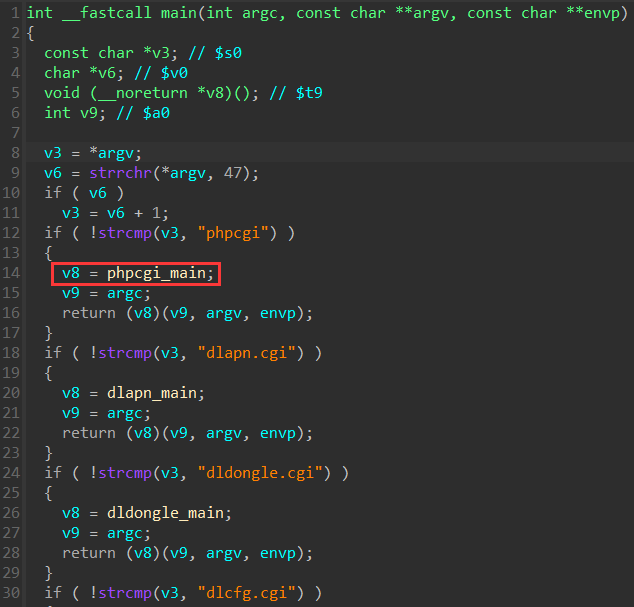 1 int __fastcall main(int argc, const char **argv, const char **envp)
2 {
3   const char *v3; // $s0
4   char *v6; // $v0
5   void (__noreturn *v8)(); // $t9
6   int v9; // $a0
7
8   v3 = *argv;
9   v6 = strrchr(*argv, 47);
10   if ( v6 )
11     v3 = v6 + 1;
12   if ( !strcmp(v3, "phpcgi") )
13   {
14     v8 = phpcgi_main;
15     v9 = argc;
16     return (v8)(v9, argv, envp);
17   }
18   if ( !strcmp(v3, "dlapn.cgi") )
19   {
20     v8 = dlapn_main;
21     v9 = argc;
22     return (v8)(v9, argv, envp);
23   }
24   if ( !strcmp(v3, "dldongle.cgi") )
25   {
26     v8 = dldongle_main;
27     v9 = argc;
28     return (v8)(v9, argv, envp);
29   }
30   if ( !strcmp(v3, "dlcfg.cgi") )